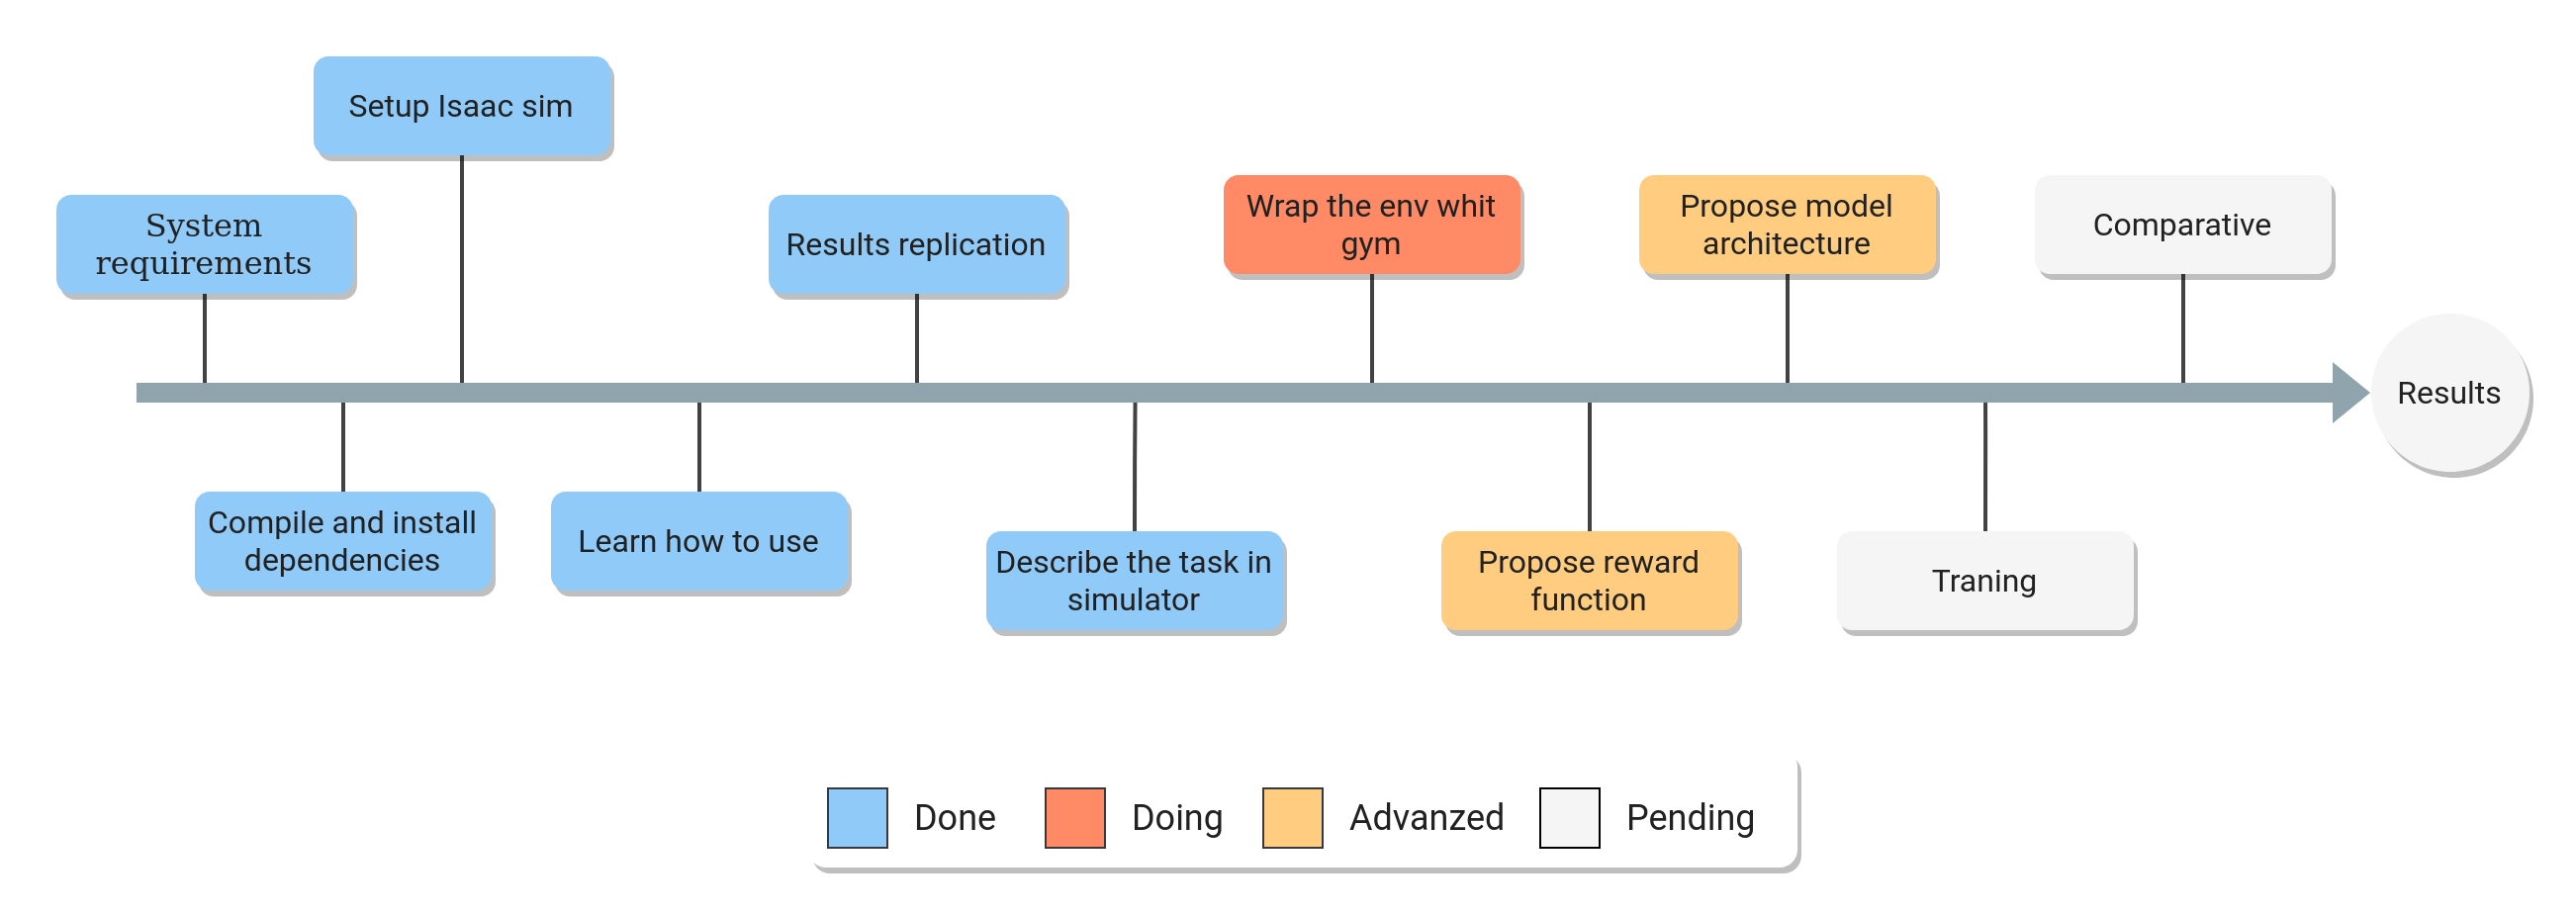 Setup Isaac sim
System
requirements
Results replication
Wrap the env whit
gym
Propose model
architecture
Comparative
Results
Compile and install
dependencies
Learn how to use
Describe the task in
simulator
Propose reward
function
Traning
Done
Doing
Advanzed
Pending